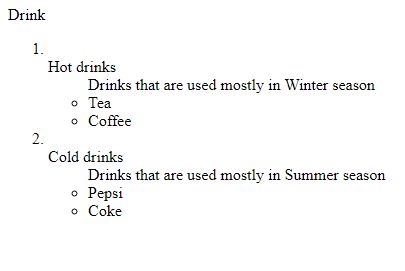 Drink
1.
Hot drinks
Drinks that are used mostly in Winter season
○ Tea
○ Coffee
2.
Cold drinks
Drinks that are used mostly in Summer season
○ Pepsi
○ Coke